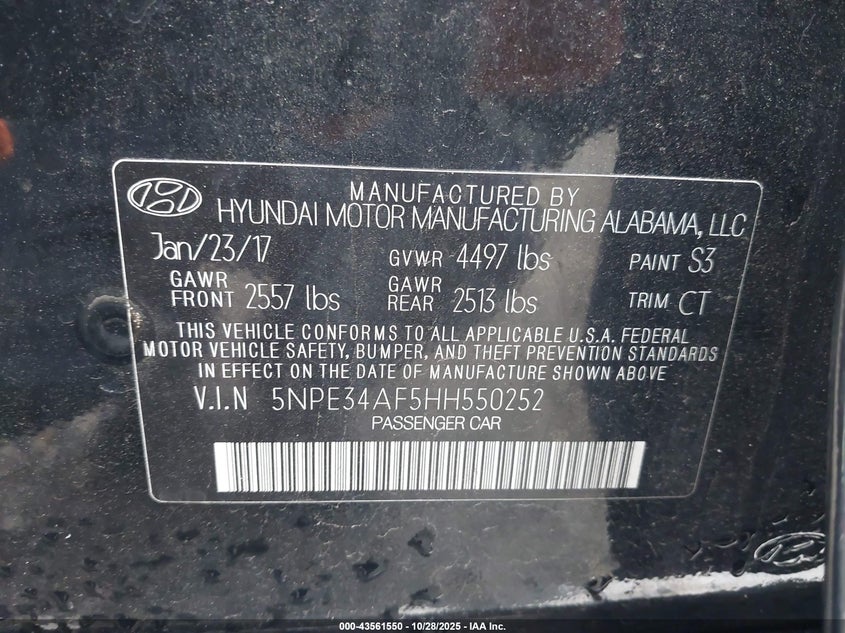 MANUFACTURED BY
HYUNDAI MOTOR MANUFACTURING ALABAMA, LLC
Jan/23/17 GVWR 4497 lbs PAINT S3
GAWR FRONT 2557 lbs GAWR REAR 2513 lbs TRIM CT
THIS VEHICLE CONFORMS TO ALL APPLICABLE U.S.A. FEDERAL
MOTOR VEHICLE SAFETY, BUMPER, AND THEFT PREVENTION STANDARDS
IN EFFECT ON THE DATE OF MANUFACTURE SHOWN ABOVE
V.I.N 5NPE34AF5HH550252
PASSENGER CAR
000-43561550 | 10/28/2025 - IAA Inc.